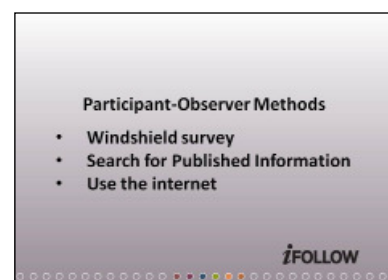 Participant-Observer Methods
• Windshield survey
• Search for Published Information
• Use the internet
iFOLLOW